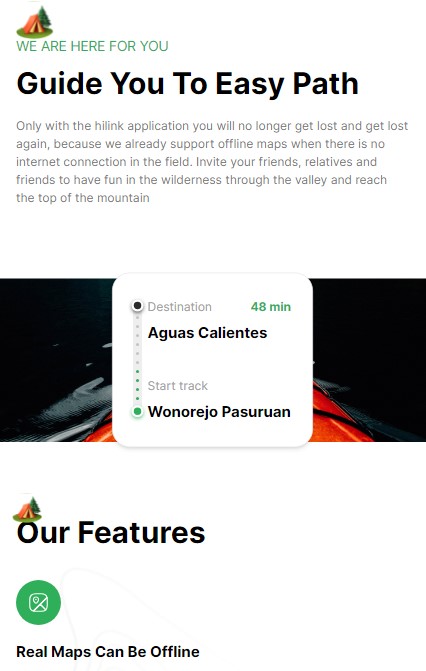 WE ARE HERE FOR YOU
Guide You To Easy Path
Only with the hilink application you will no longer get lost and get lost
again, because we already support offline maps when there is no
internet connection in the field. Invite your friends, relatives and
friends to have fun in the wilderness through the valley and reach
the top of the mountain
Destination 48 min
Aguas Calientes
Start track
Wonorejo Pasuruan
Our Features
Real Maps Can Be Offline